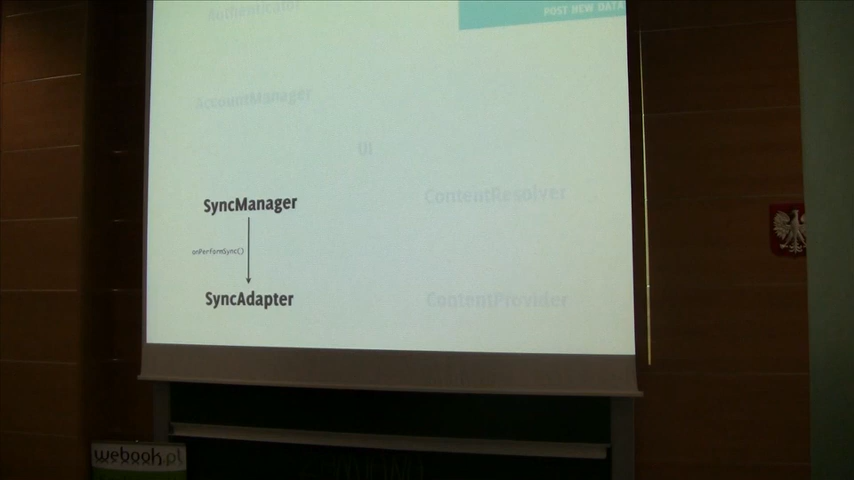 Authenticator
POST NEW DATA
AccountManager
UI
ContentResolver
SyncManager
onPerformSync()
SyncAdapter
ContentProvider
webook.pl